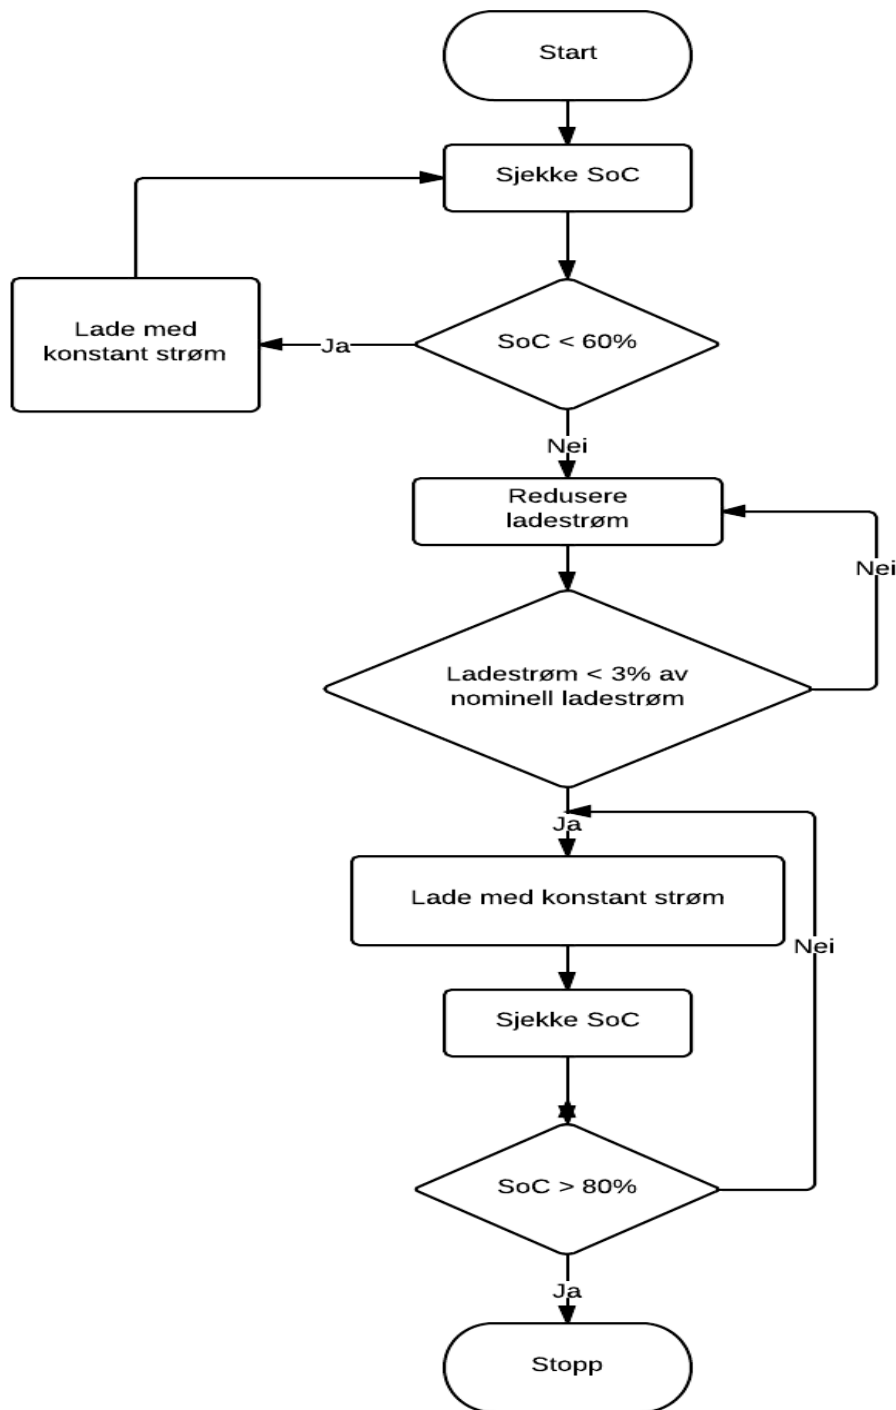 Start
Sjekke SoC
Lade med
konstant strøm
Ja
SoC < 60%
Nei
Redusere
ladestrøm
Nei
Ladestrøm < 3% av
nominell ladestrøm
Ja
Lade med konstant strøm
Nei
Sjekke SoC
SoC > 80%
Ja
Stopp